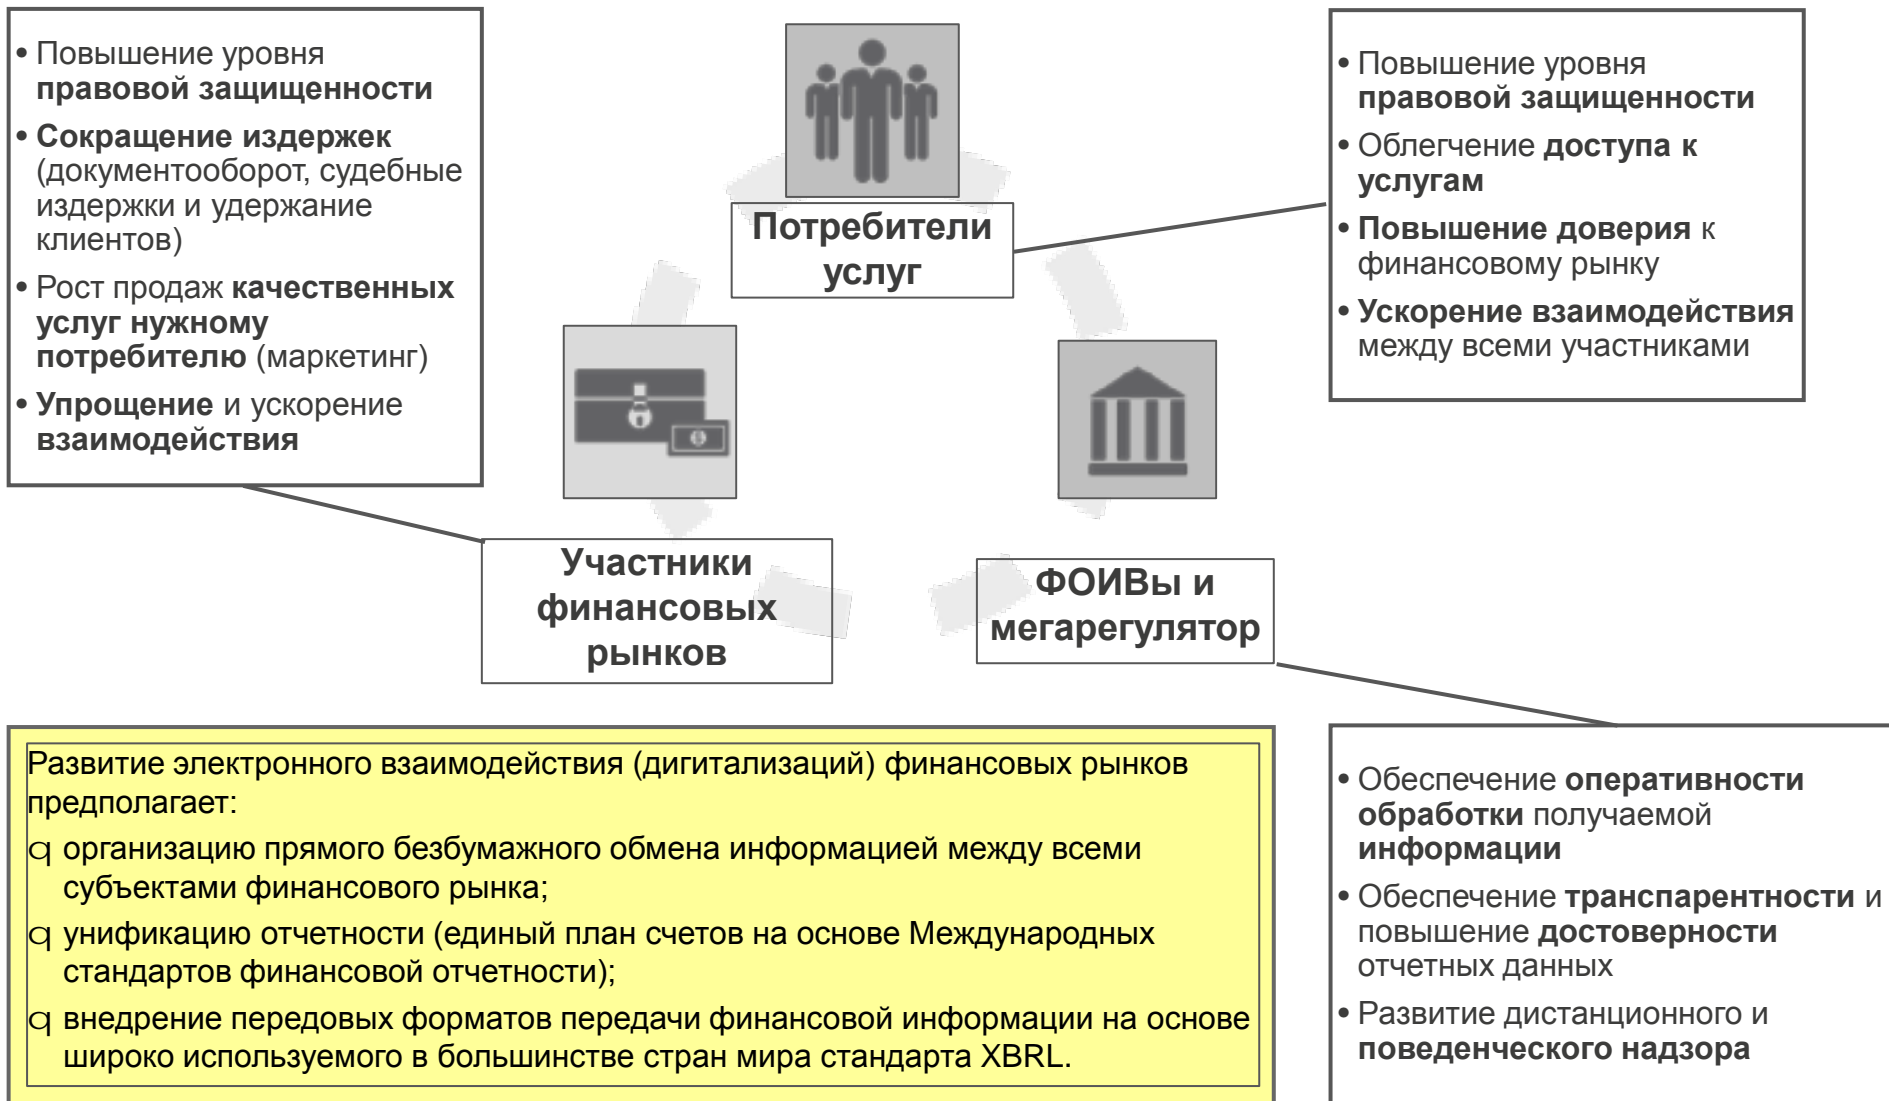 • Повышение уровня
правовой защищенности
• Сокращение издержек
(документооборот, судебные
издержки и удержание
клиентов)
• Рост продаж качественных
услуг нужному
потребителю (маркетинг)
• Упрощение и ускорение
взаимодействия
Потребители
услуг
• Повышение уровня
правовой защищенности
• Облегчение доступа к
услугам
• Повышение доверия к
финансовому рынку
• Ускорение взаимодействия
между всеми участниками
Участники
финансовых
рынков
ФОИВы и
мегарегулятор
Развитие электронного взаимодействия (дигитализаций) финансовых рынков
предполагает:
q организацию прямого безбумажного обмена информацией между всеми
субъектами финансового рынка;
q унификацию отчетности (единый план счетов на основе Международных
стандартов финансовой отчетности);
q внедрение передовых форматов передачи финансовой информации на основе
широко используемого в большинстве стран мира стандарта XBRL.
• Обеспечение оперативности
обработки получаемой
информации
• Обеспечение транспарентности и
повышение достоверности
отчетных данных
• Развитие дистанционного и
поведенческого надзора